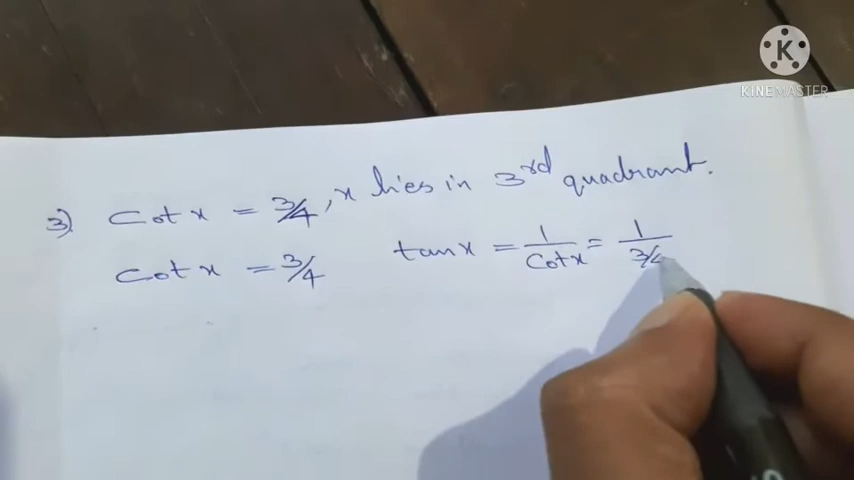 K
KINEMASTER
3) Cot x = 3/4, x lies in 3rd quadrant.
Cot x = 3/4 tan x = 1/Cot x = 1/3/4